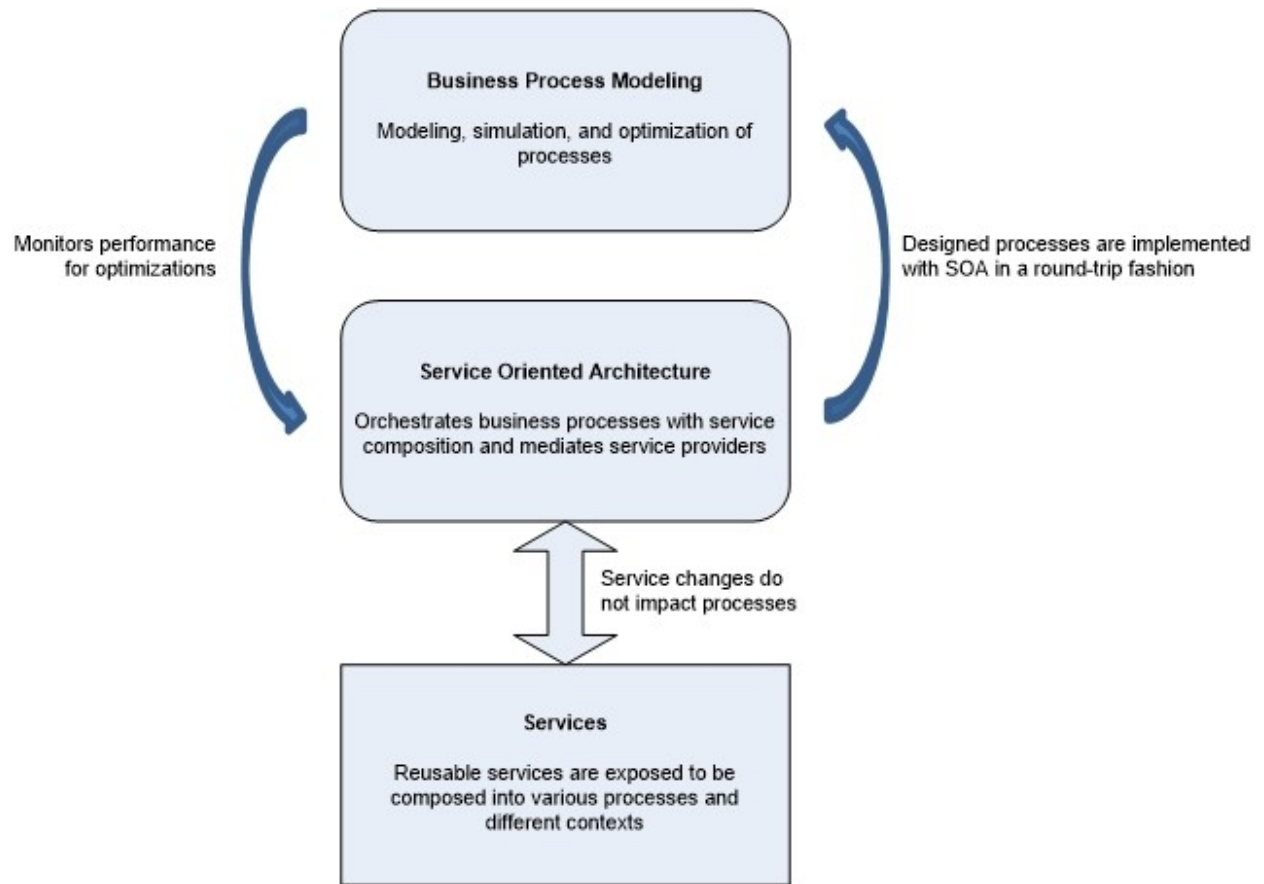 Business Process Modeling
Modeling, simulation, and optimization of
processes
Monitors performance
for optimizations
Designed processes are implemented
with SOA in a round-trip fashion
Service Oriented Architecture
Orchestrates business processes with service
composition and mediates service providers
Service changes do
not impact processes
Services
Reusable services are exposed to be
composed into various processes and
different contexts